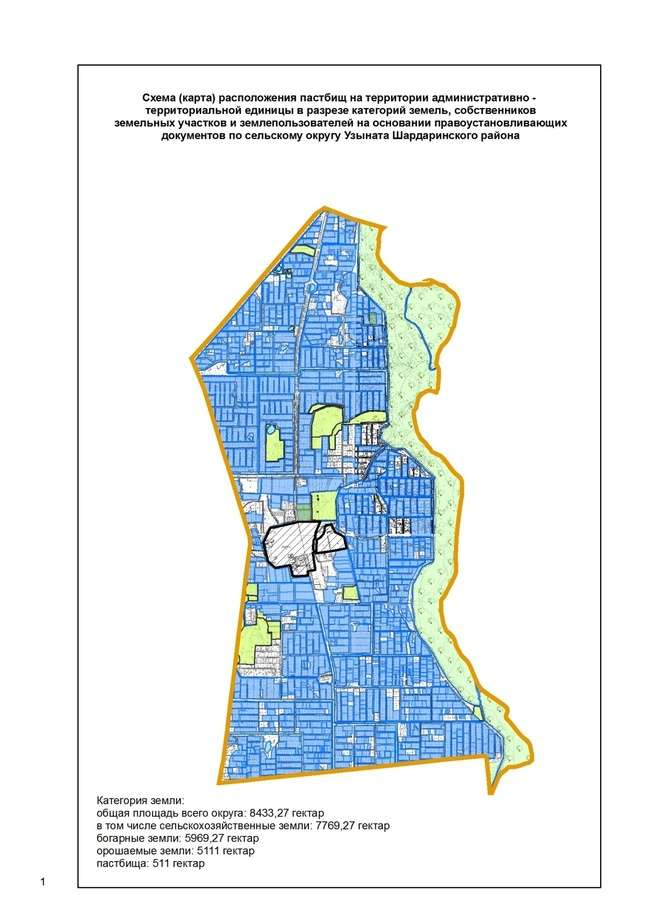 Схема (карта) расположения пастбищ на территории административно -
территориальной единицы в разрезе категорий земель, собственников
земельных участков и землепользователей на основании правоустановливающих
документов по сельскому округу Узыната Шардаринского района
Категория земли:
общая площадь всего округа: 8433,27 гектар
в том числе сельскохозяйственные земли: 7769,27 гектар
богарные земли: 5969,27 гектар
орошаемые земли: 5111 гектар
пастбища: 511 гектар
1